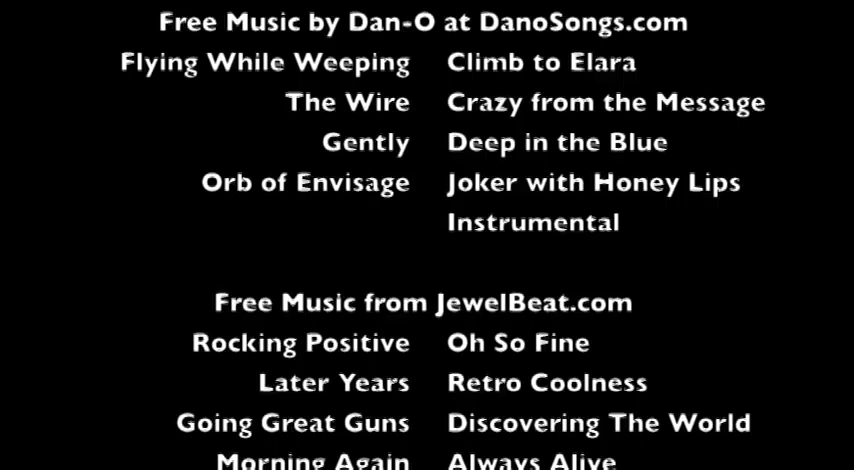 Free Music by Dan-O at DanoSongs.com
Flying While Weeping Climb to Elara
The Wire Crazy from the Message
Gently Deep in the Blue
Orb of Envisage Joker with Honey Lips
Instrumental
Free Music from JewelBeat.com
Rocking Positive Oh So Fine
Later Years Retro Coolness
Going Great Guns Discovering The World
Morning Again Always Alive